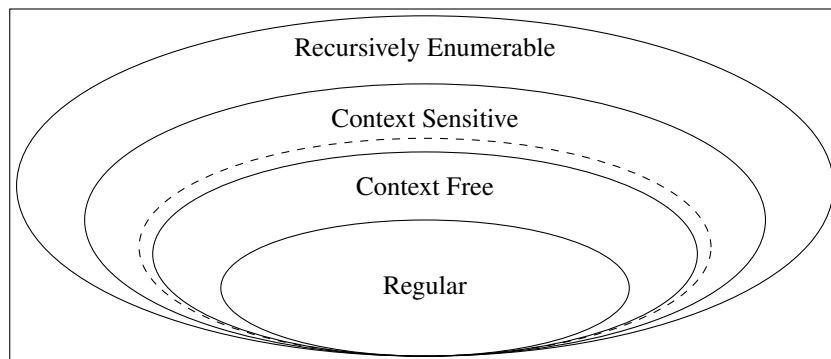 Recursively Enumerable
Context Sensitive
Context Free
Regular